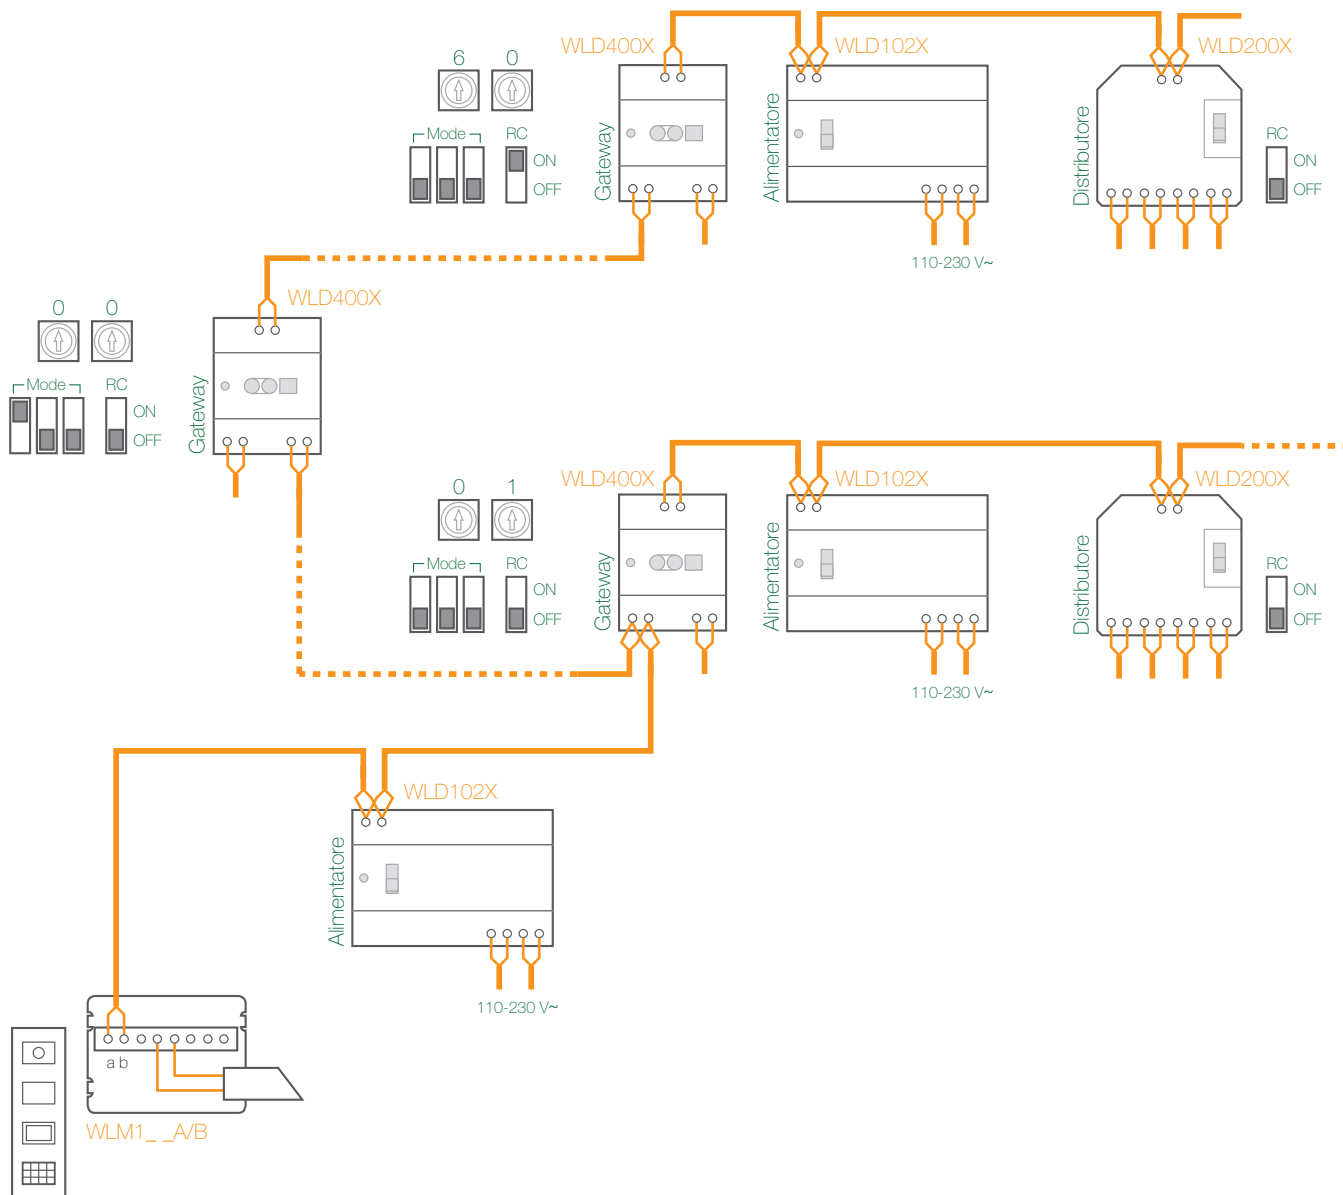 WLD400X
WLD102X
WLD200X
6 0
Mode
RC
ON
OFF
Gateway
Alimentatore
Distributore
RC
ON
OFF
110-230 V~
WLD400X
0 0
Mode
RC
ON
OFF
Gateway
WLD400X
WLD102X
WLD200X
0 1
Mode
RC
ON
OFF
Gateway
Alimentatore
Distributore
RC
ON
OFF
110-230 V~
WLD102X
Alimentatore
110-230 V~
a b
WLM1_ _A/B